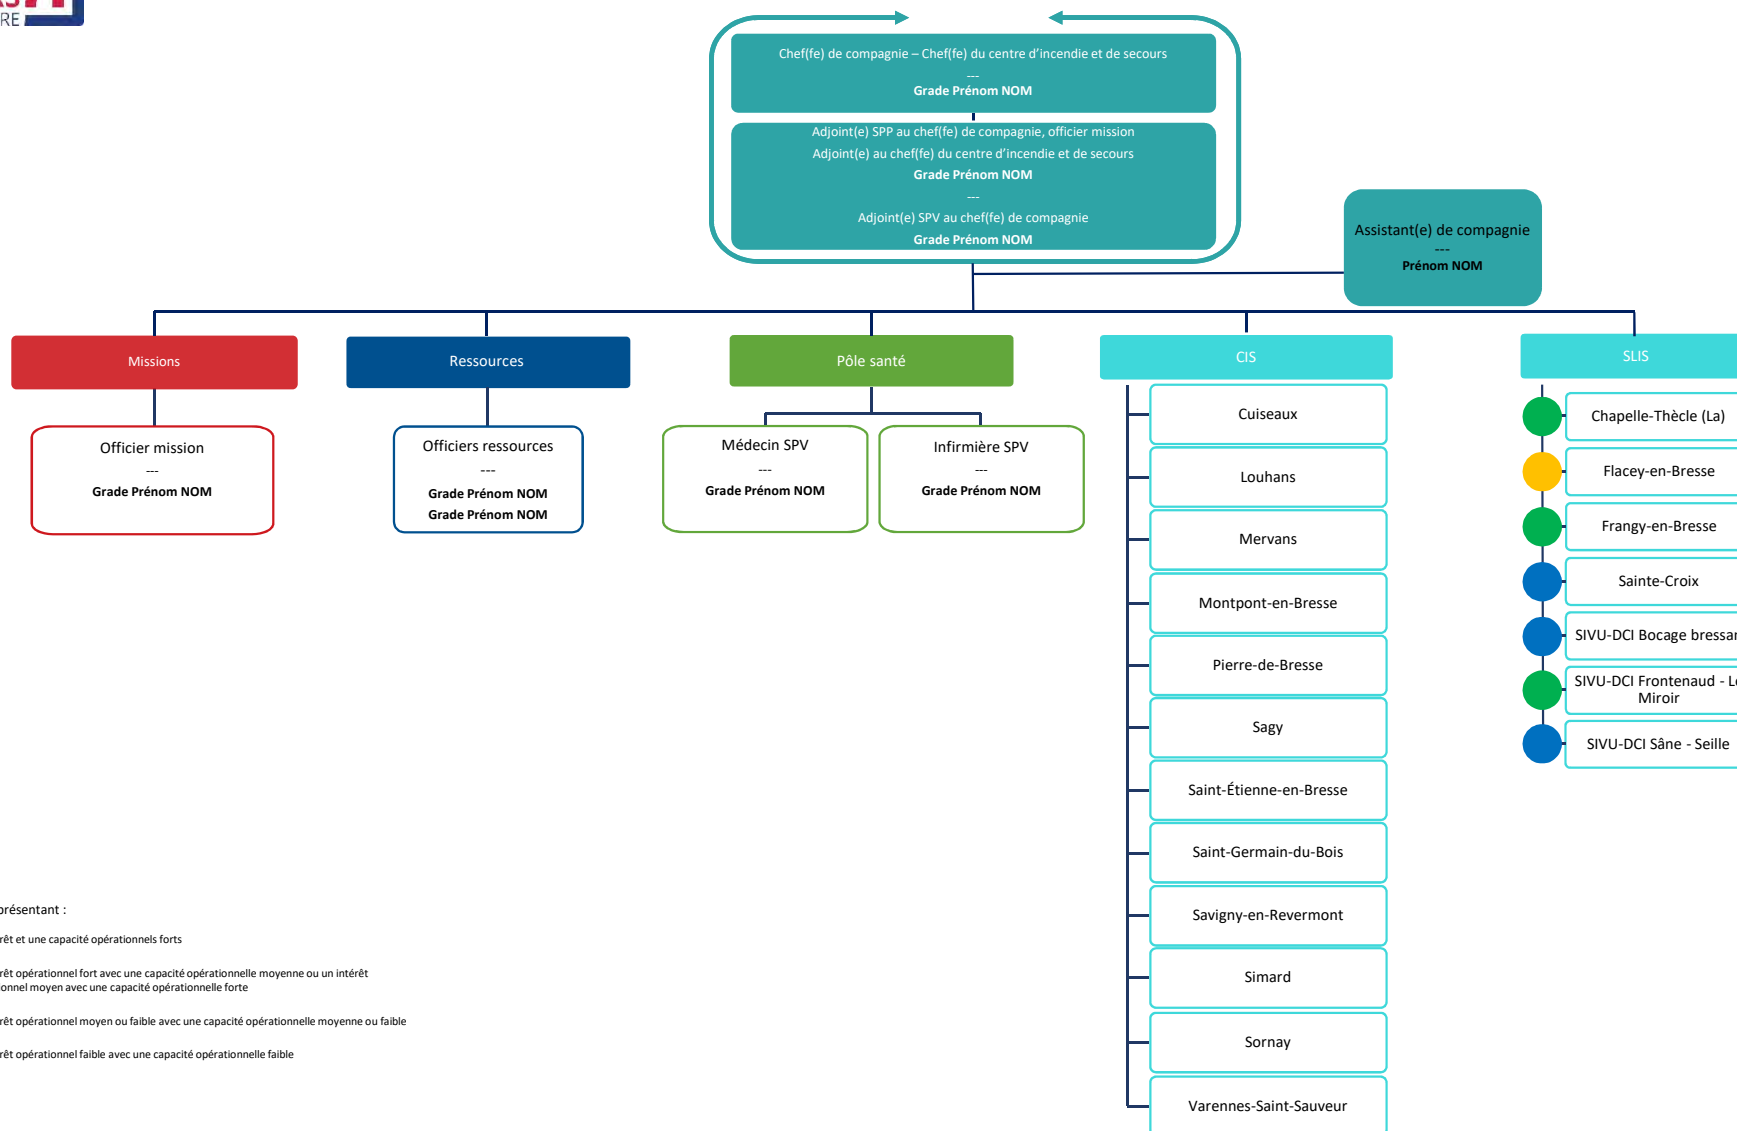 RE
Chef(fe) de compagnie – Chef(fe) du centre d'incendie et de secours
---
Grade Prénom NOM
Adjoint(e) SPP au chef(fe) de compagnie, officier mission
Adjoint(e) au chef(fe) du centre d'incendie et de secours
Grade Prénom NOM
---
Adjoint(e) SPV au chef(fe) de compagnie
Grade Prénom NOM
Assistant(e) de compagnie
---
Prénom NOM
Missions
Officier mission
---
Grade Prénom NOM
Ressources
Officiers ressources
---
Grade Prénom NOM
Grade Prénom NOM
Pôle santé
Médecin SPV
---
Grade Prénom NOM
Infirmière SPV
---
Grade Prénom NOM
CIS
Cuiseaux
Louhans
Mervans
Montpont-en-Bresse
Pierre-de-Bresse
Sagy
Saint-Étienne-en-Bresse
Saint-Germain-du-Bois
Savigny-en-Revermont
Simard
Sornay
Varennes-Saint-Sauveur
SLIS
Chapelle-Thècle (La)
Flacey-en-Bresse
Frangy-en-Bresse
Sainte-Croix
SIVU-DCI Bocage bressan
SIVU-DCI Frontenaud - Le
Miroir
SIVU-DCI Sâne - Seille
présentant :
rêt et une capacité opérationnels forts
rêt opérationnel fort avec une capacité opérationnelle moyenne ou un intérêt
ionnel moyen avec une capacité opérationnelle forte
rêt opérationnel moyen ou faible avec une capacité opérationnelle moyenne ou faible
rêt opérationnel faible avec une capacité opérationnelle faible